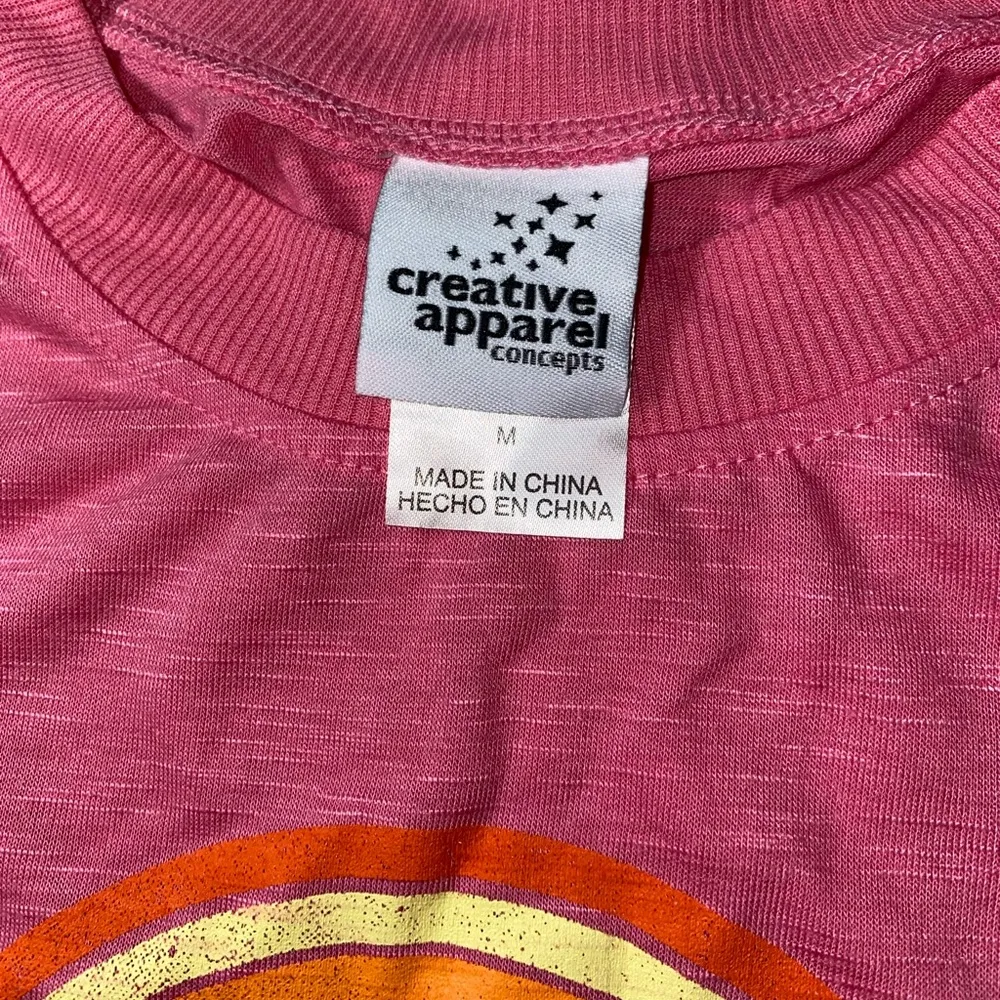 creative
apparel
concepts
M
MADE IN CHINA
HECHO EN CHINA